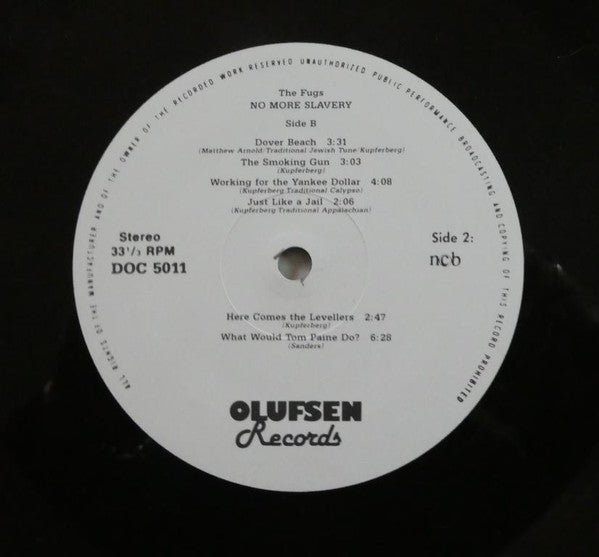 ALL RIGHTS OF THE MANUFACTURER AND OF THE OWNER OF THE RECORDED WORK RESERVED UNAUTHORIZED PUBLIC PERFORMANCE BROADCASTING AND COPYING OF THIS RECORD PROHIBITED
The Fugs
NO MORE SLAVERY
Side B
Dover Beach 3:31
(Matthew Arnold/Traditional Jewish Tune/Kupferberg)
The Smoking Gun 3:03
(Kupferberg)
Working for the Yankee Dollar 4:08
(Kupferberg Traditional Calypso)
Just Like a Jail 2:06
(Kupferberg Traditional Appalachian)
Stereo
33⅓ RPM
DOC 5011
Side 2:
ncb
Here Comes the Levellers 2:47
(Kupferberg)
What Would Tom Paine Do? 6:28
(Sanders)
OLUFSEN
Records